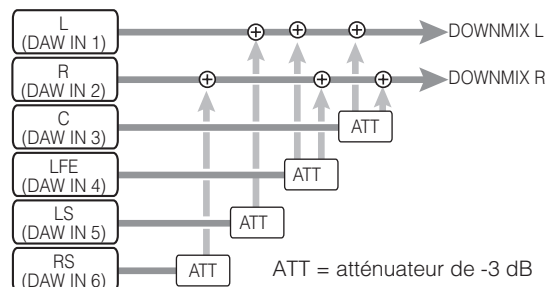 L
(DAW IN 1)
DOWNMIX L
R
(DAW IN 2)
DOWNMIX R
C
(DAW IN 3)
ATT
LFE
(DAW IN 4)
ATT
LS
(DAW IN 5)
ATT
RS
(DAW IN 6)
ATT
ATT = atténuateur de -3 dB